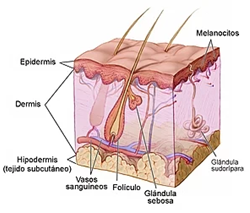 Melanocitos
Epidermis
Dermis
Hipodermis
(tejido subcutáneo)
Vasos
sanguíneos
Folículo
Glándula
sebosa
Glándula
sudorípara